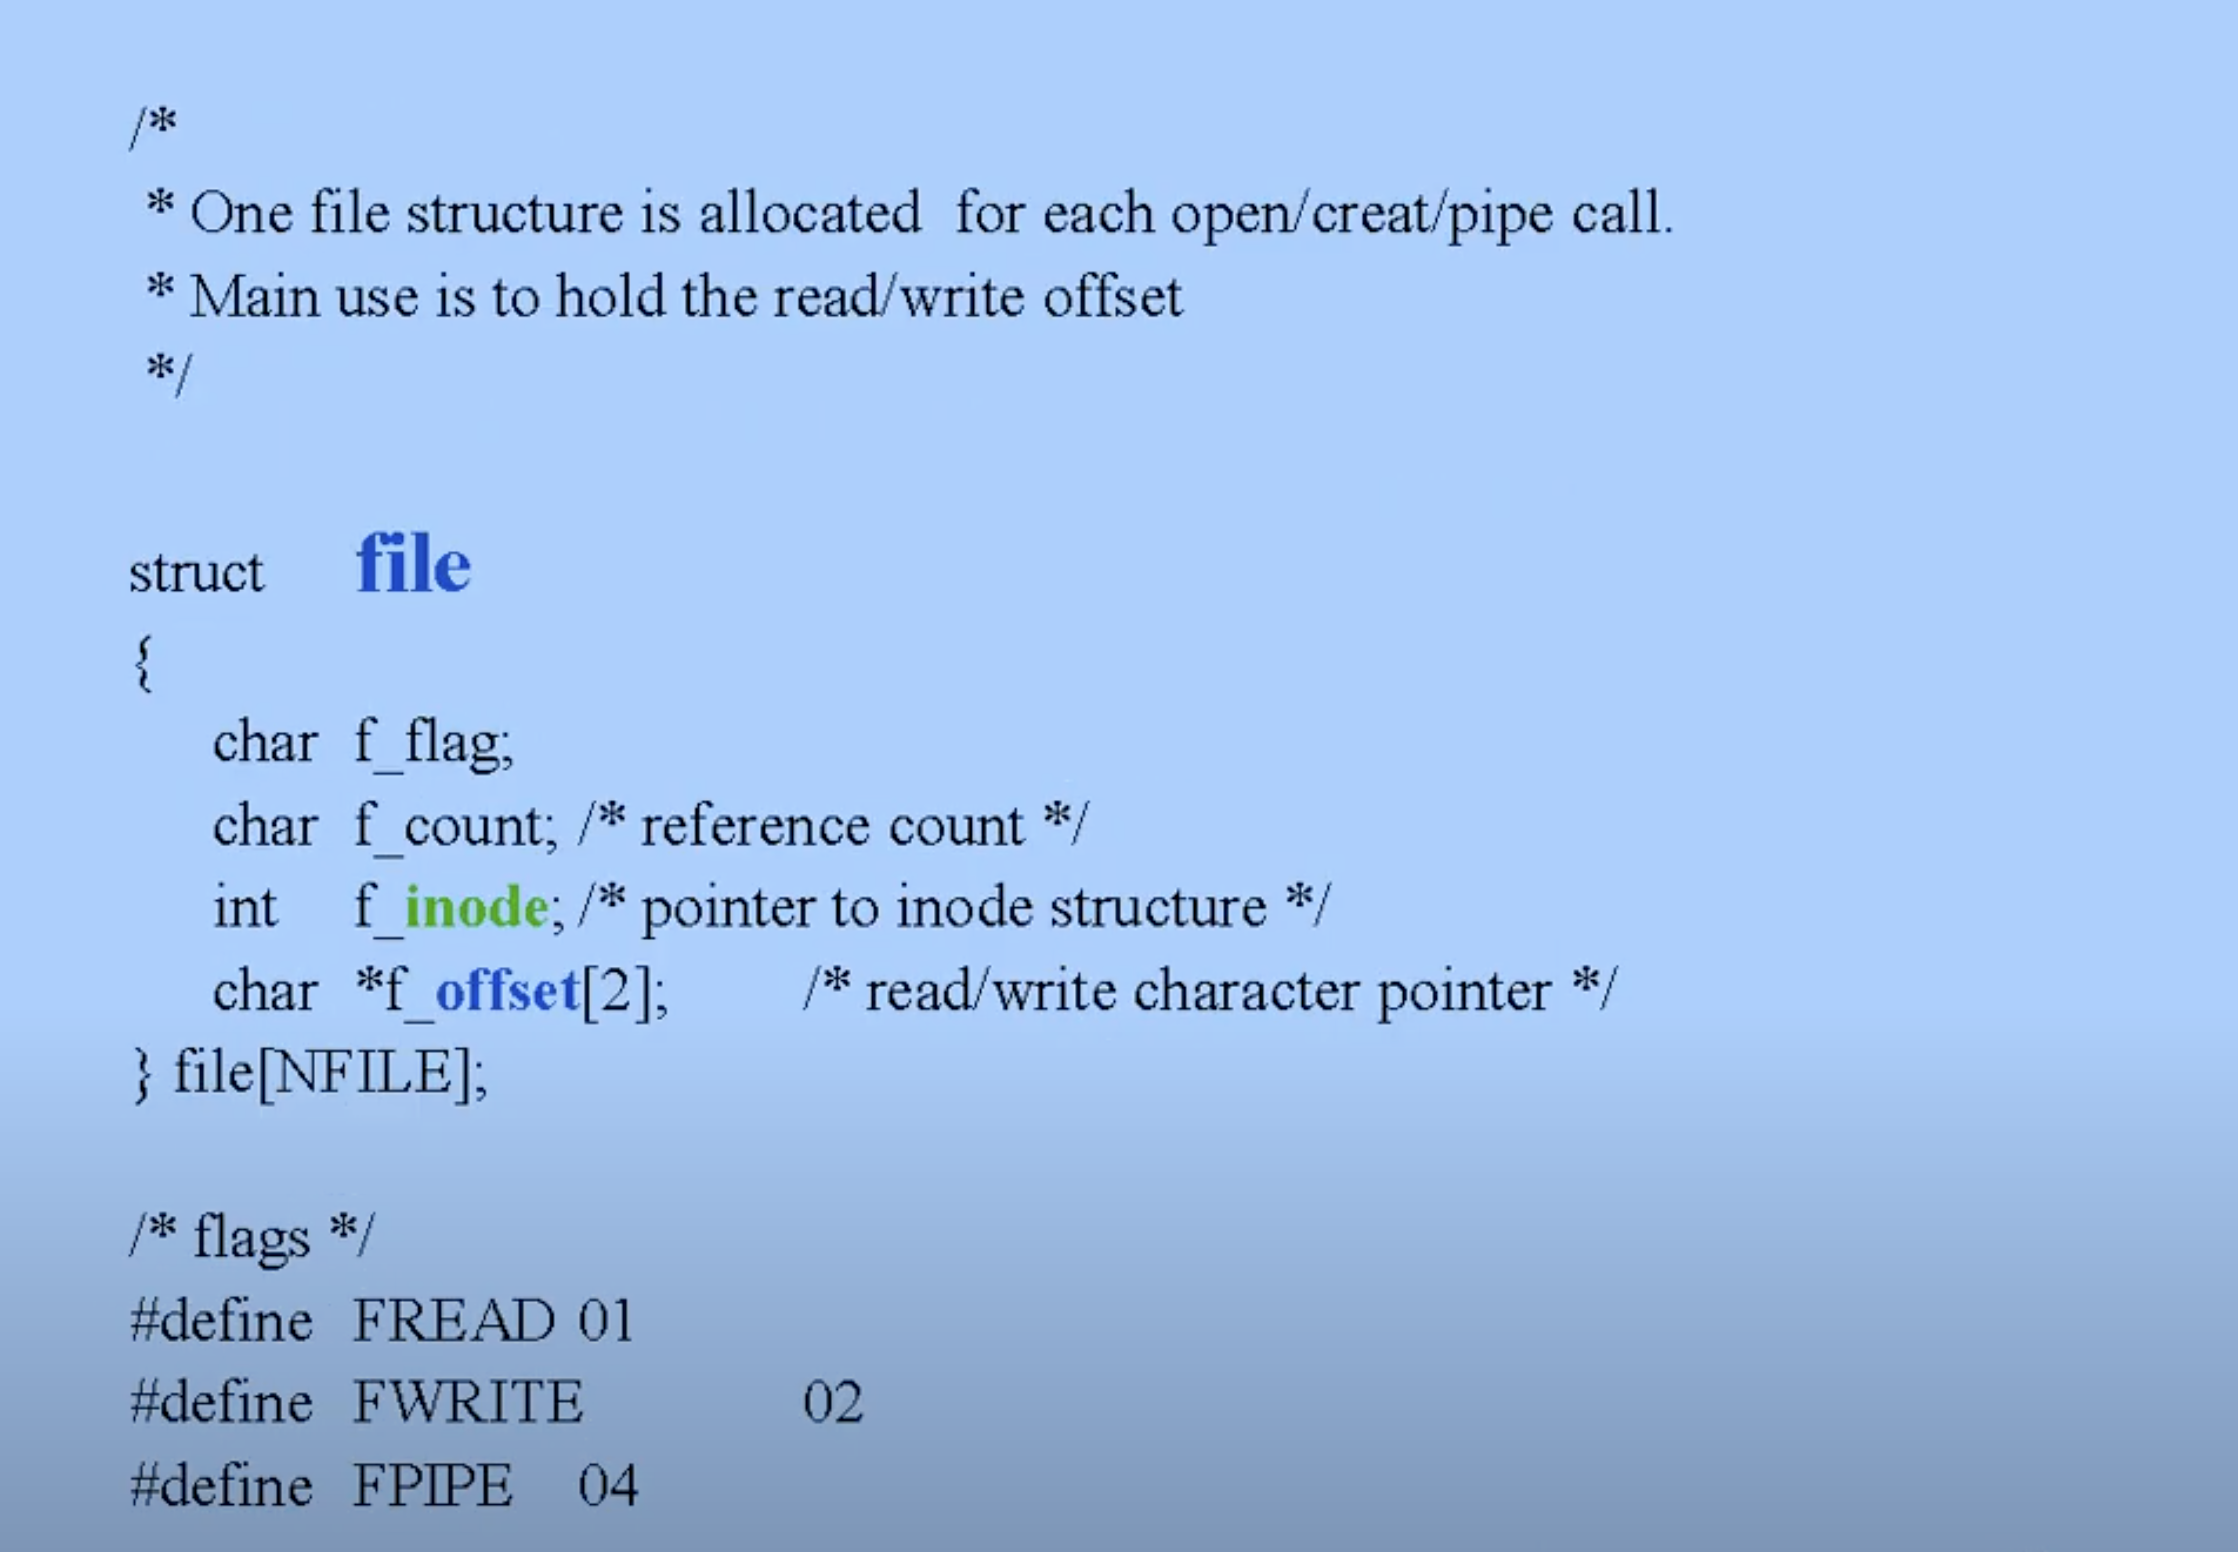 /*
* One file structure is allocated  for each open/creat/pipe call.
* Main use is to hold the read/write offset
*/
struct file
{
char f_flag;
char f_count; /* reference count */
int f_inode; /* pointer to inode structure */
char *f_offset[2]; /* read/write character pointer */
} file[NFILE];
/* flags */
#define FREAD 01
#define FWRITE 02
#define FPIPE 04